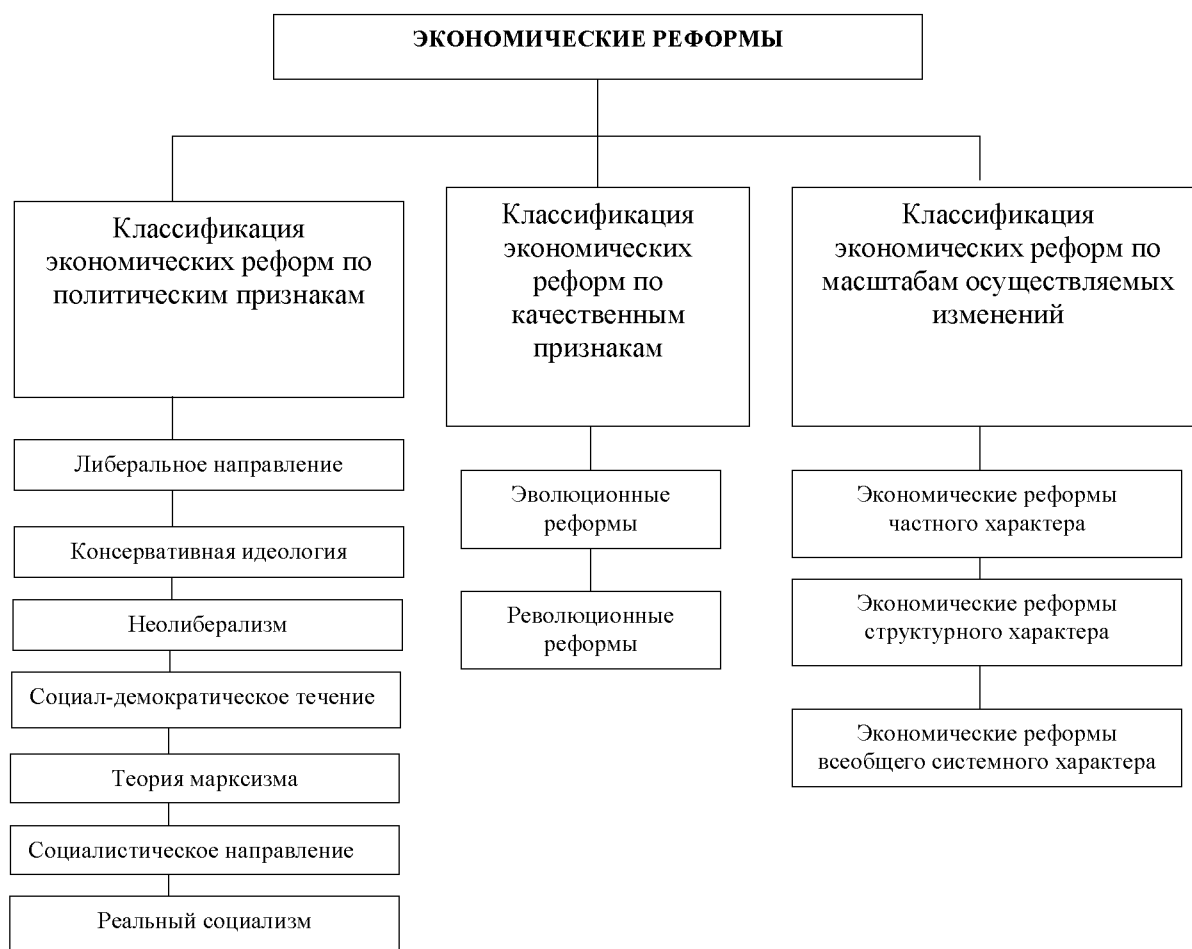 ЭКОНОМИЧЕСКИЕ РЕФОРМЫ
Классификация
экономических реформ по
политическим признакам
Классификация
экономических
реформ по
качественным
признакам
Классификация
экономических реформ по
масштабам осуществляемых
изменений
Либеральное направление
Консервативная идеология
Неолиберализм
Социал-демократическое течение
Теория марксизма
Социалистическое направление
Реальный социализм
Эволюционные
реформы
Революционные
реформы
Экономические реформы
частного характера
Экономические реформы
структурного характера
Экономические реформы
всеобщего системного характера